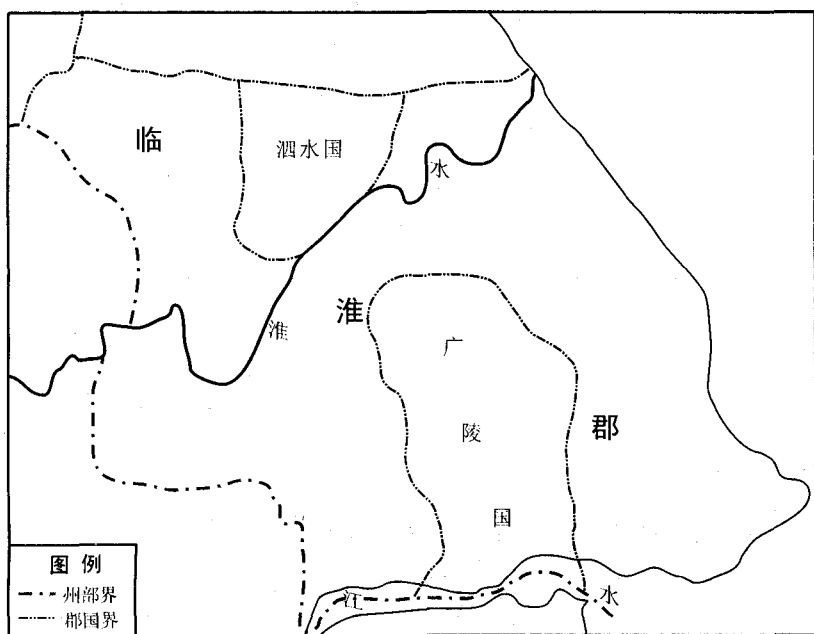 临
泗水国
水
淮
淮
广
陵
国
郡
江
水
图例
州部界
郡国界